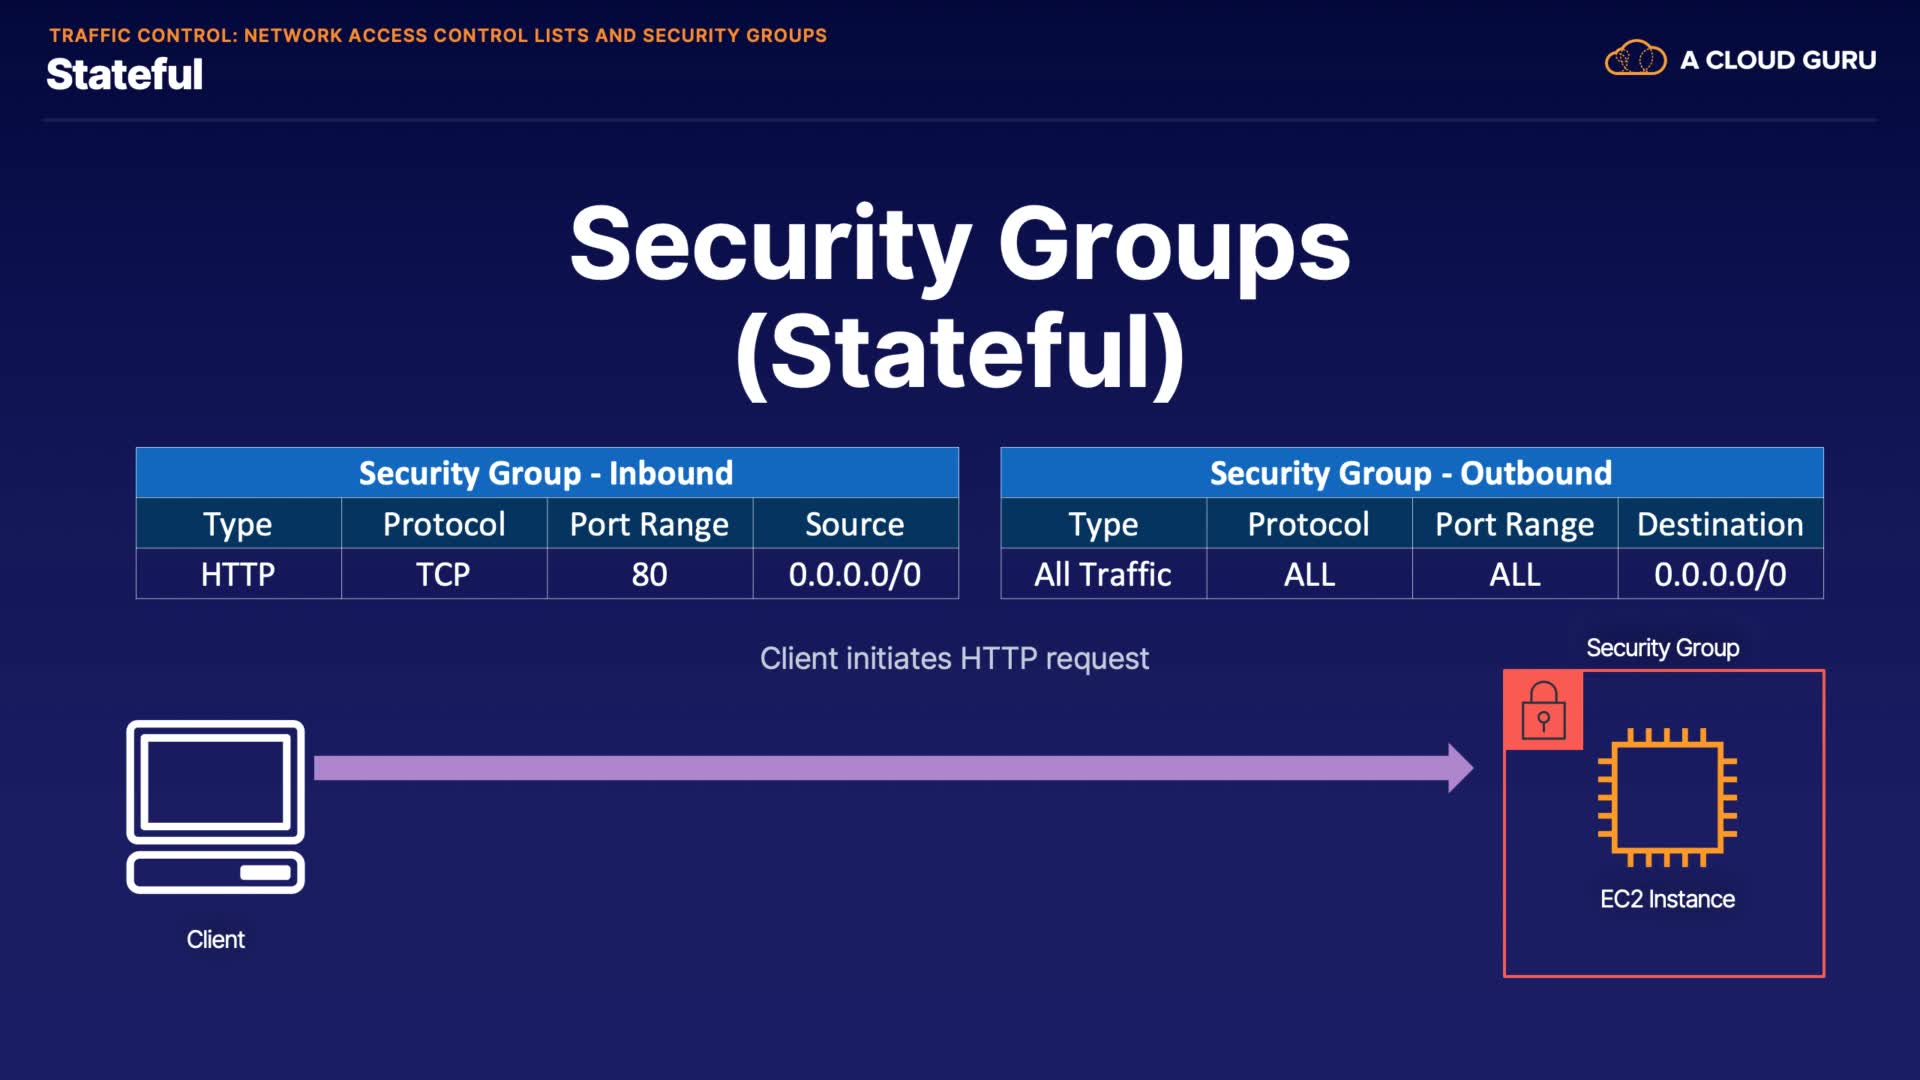 TRAFFIC CONTROL: NETWORK ACCESS CONTROL LISTS AND SECURITY GROUPS
Stateful
A CLOUD GURU
Security Groups
(Stateful)
Security Group - Inbound
Type Protocol Port Range Source
HTTP TCP 80 0.0.0.0/0
Security Group - Outbound
Type Protocol Port Range Destination
All Traffic ALL ALL 0.0.0.0/0
Client initiates HTTP request
Security Group
EC2 Instance
Client